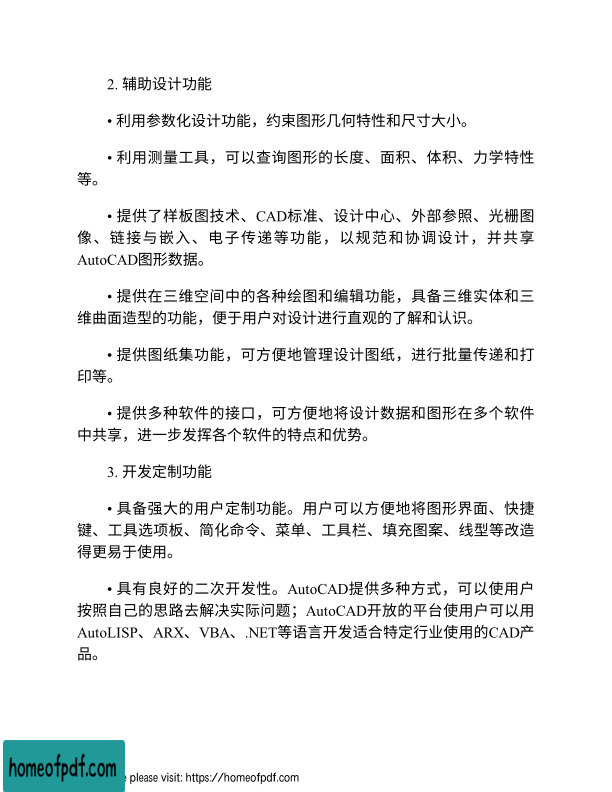 2. 辅助设计功能
• 利用参数化设计功能，约束图形几何特性和尺寸大小。
• 利用测量工具，可以查询图形的长度、面积、体积、力学特性
等。
• 提供了样板图技术、CAD标准、设计中心、外部参照、光栅图
像、链接与嵌入、电子传递等功能，以规范和协调设计，并共享
AutoCAD图形数据。
• 提供在三维空间中的各种绘图和编辑功能，具备三维实体和三
维曲面造型的功能，便于用户对设计进行直观的了解和认识。
• 提供图纸集功能，可方便地管理设计图纸，进行批量传递和打
印等。
• 提供多种软件的接口，可方便地将设计数据和图形在多个软件
中共享，进一步发挥各个软件的特点和优势。
3. 开发定制功能
• 具备强大的用户定制功能。用户可以方便地将图形界面、快捷
键、工具选项板、简化命令、菜单、工具栏、填充图案、线型等改造
得更易于使用。
• 具有良好的二次开发性。AutoCAD提供多种方式，可以使用户
按照自己的思路去解决实际问题；AutoCAD开放的平台使用户可以用
AutoLISP、ARX、VBA、.NET等语言开发适合特定行业使用的CAD产
品。
homeofpdf.com
please visit: https://homeofpdf.com